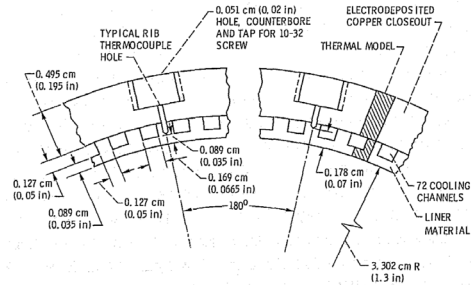 0.051 cm (0.02 in)
HOLE, COUNTERBORE
AND TAP FOR 10-32
SCREW
ELECTRODEPOSITED
COPPER CLOSEOUT
TYPICAL RIB
THERMOCOUPLE
HOLE
THERMAL MODEL
0.495 cm
(0.195 in)
0.089 cm
(0.035 in)
0.169 cm
(0.0665 in)
0.178 cm
(0.07 in)
0.127 cm
(0.05 in)
0.089 cm
(0.035 in)
0.127 cm
(0.05 in)
180°
72 COOLING
CHANNELS
LINER
MATERIAL
3.302 cm R
(1.3 in)